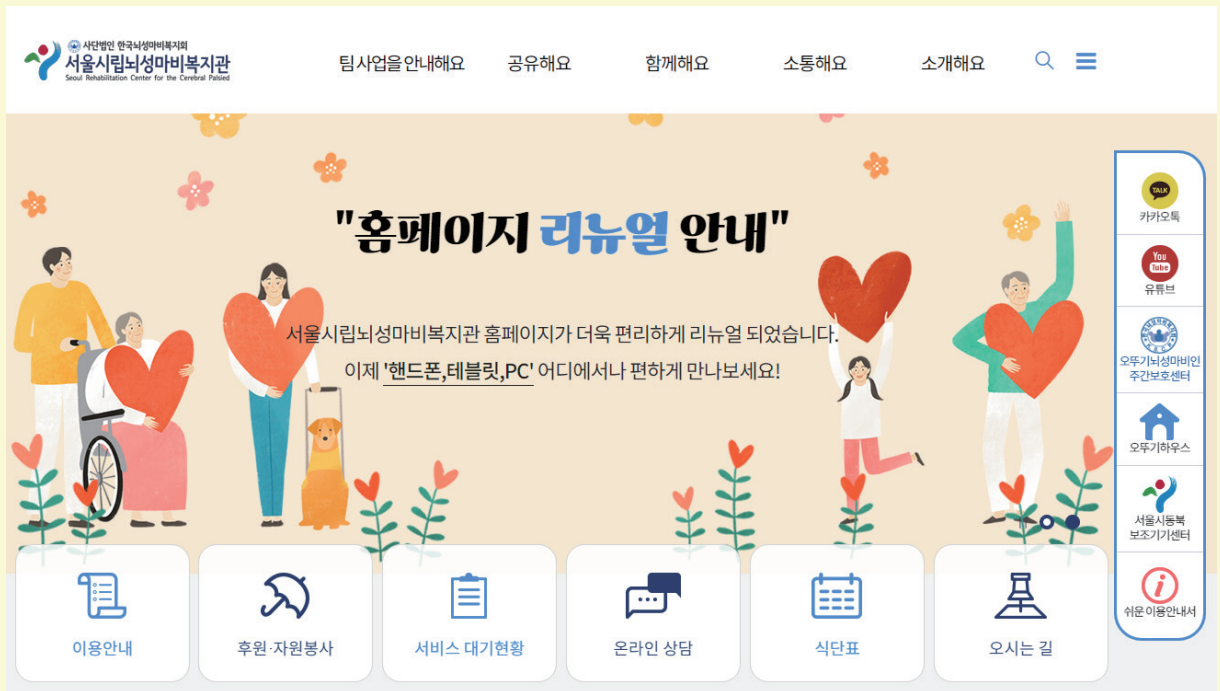 사단법인 한국뇌성마비복지회
서울시립뇌성마비복지관
Seoul Rehabilitation Center for the Cerebral Palsied
팀사업을 안내해요
공유해요
함께해요
소통해요
소개해요
"홈페이지 리뉴얼 안내"
서울시립뇌성마비복지관 홈페이지가 더욱 편리하게 리뉴얼 되었습니다.
이제 '핸드폰,테블릿,PC' 어디에서나 편하게 만나보세요!
TALK
카카오톡
You
Tube
유튜브
오뚜기뇌성마비인
주간보호센터
오뚜기하우스
서울시동북
보조기기센터
쉬운 이용안내서
이용안내
후원·자원봉사
서비스 대기현황
온라인 상담
식단표
오시는 길